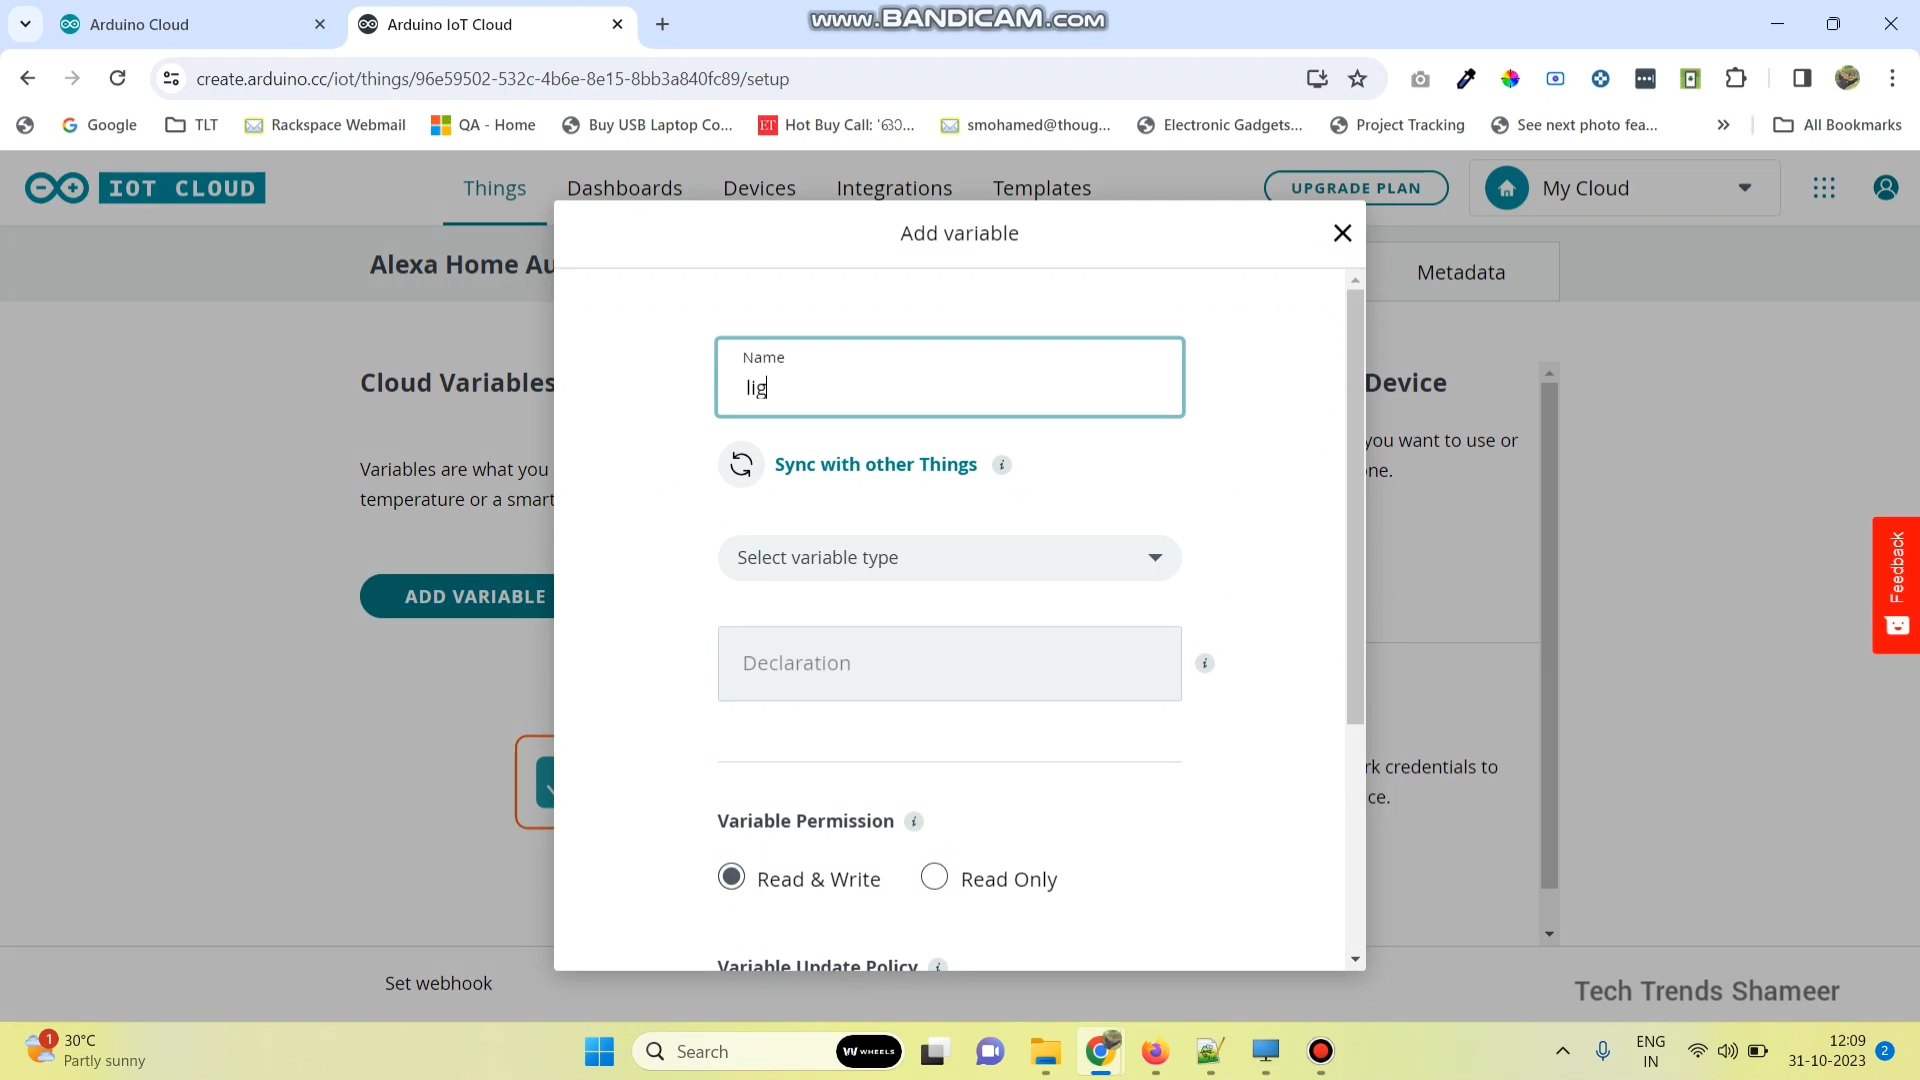 www.BANDICAM.com
Arduino Cloud
Arduino IoT Cloud
create.arduino.cc/iot/things/96e59502-532c-4b6e-8e15-8bb3a840fc89/setup
Google
TLT
Rackspace Webmail
QA - Home
Buy USB Laptop Co...
ET
Hot Buy Call: '630...
smohamed@thoug...
Electronic Gadgets...
Project Tracking
See next photo fea...
All Bookmarks
IOT CLOUD
Things
Dashboards
Devices
Integrations
Templates
UPGRADE PLAN
My Cloud
Alexa Home Au
Add variable
Metadata
Name
lig
Cloud Variables
Device
you want to use or
ne.
Variables are what you
temperature or a smart
Sync with other Things
i
Select variable type
ADD VARIABLE
Feedback
Declaration
i
rk credentials to
ce.
Variable Permission
i
Read & Write
Read Only
Variable Update Policy
i
Set webhook
Tech Trends Shameer
1
30°C
Partly sunny
Search
WHEELS
ENG
IN
12:09
31-10-2023
2